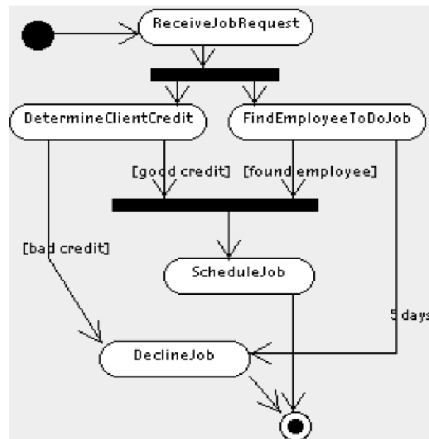 ReceiveJobRequest
DetermineClientCredit
FindEmployeeToDoJob
[good credit]
[found employee]
[bad credit]
ScheduleJob
5 days
DeclineJob